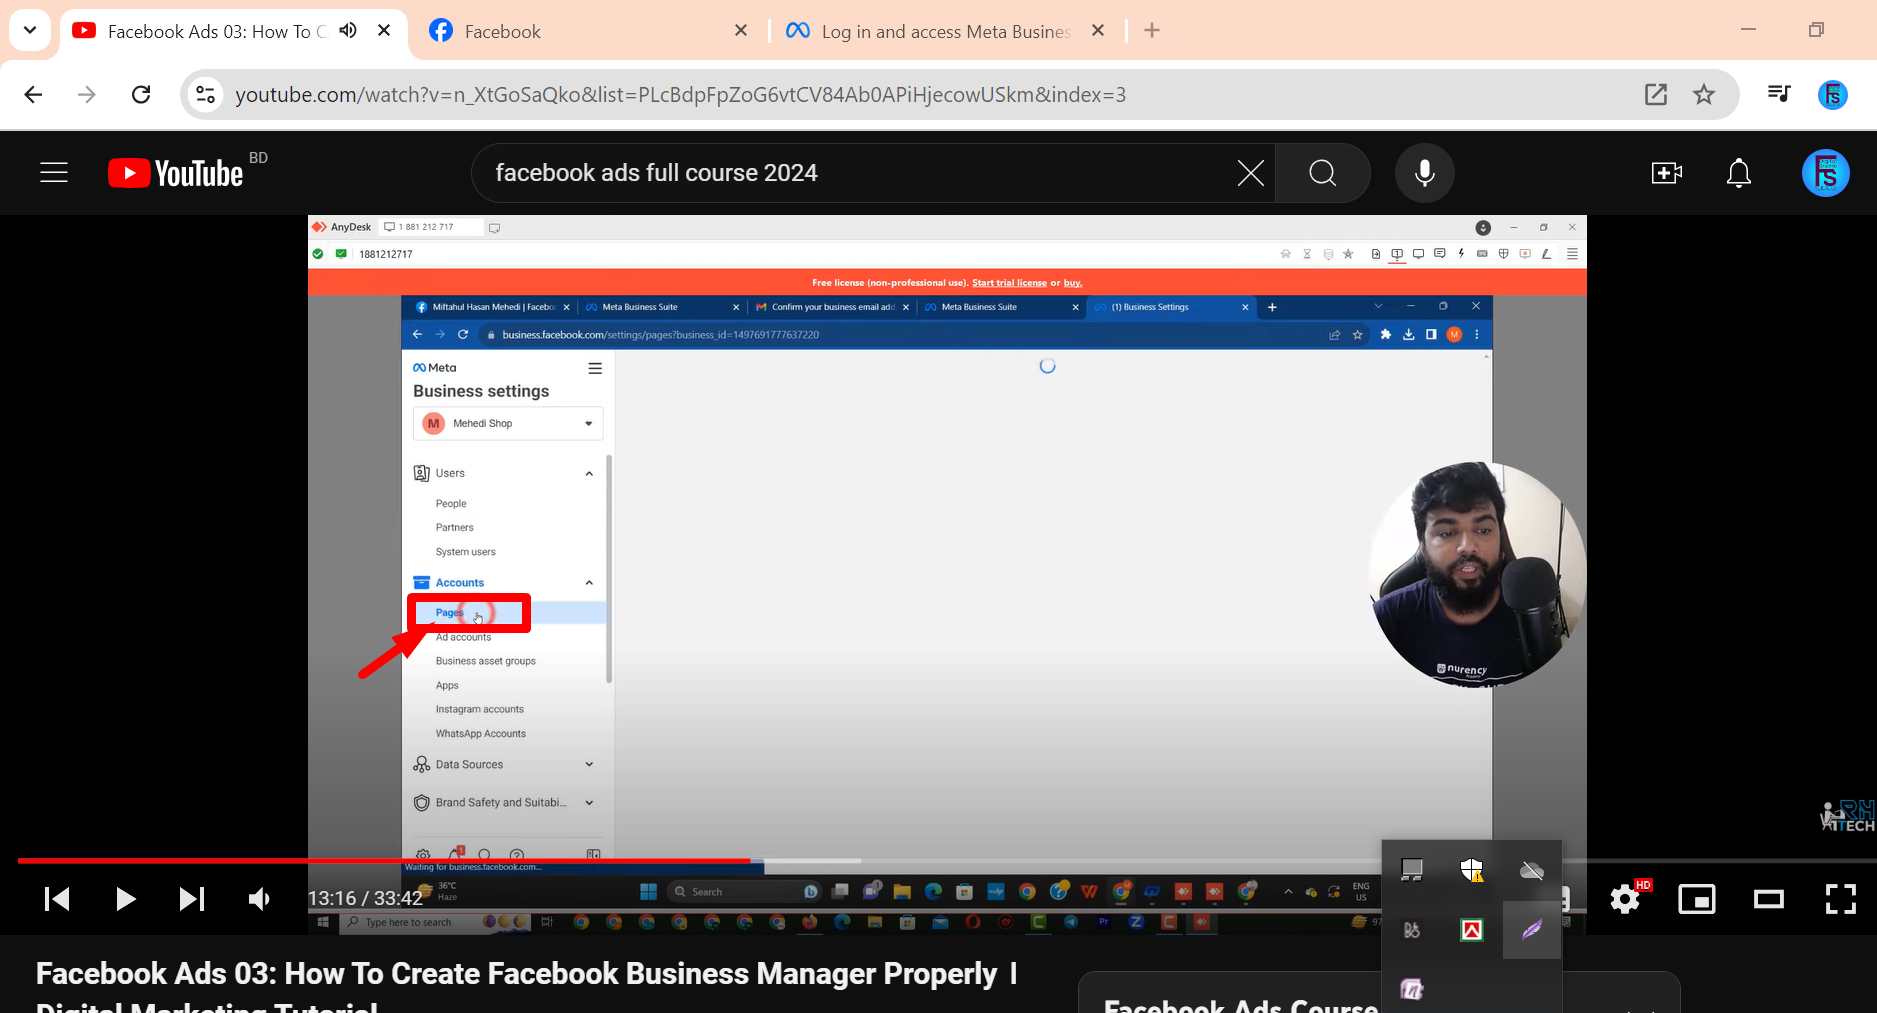 Facebook Ads 03: How To C
Facebook
Log in and access Meta Busines
youtube.com/watch?v=n_XtGoSaQko&list=PLcBdpFpZoG6vtCV84Ab0APiHjecowUSkm&index=3
YouTube BD
facebook ads full course 2024
AnyDesk
1 881 212 717
1881212717
Free license (non-professional use). Start trial license or buy.
Miftahul Hasan Mehedi | Faceboo
Meta Business Suite
Confirm your business email add
Meta Business Suite
(1) Business Settings
business.facebook.com/settings/pages?business_id=1497691777637220
M
Meta
Business settings
M Mehedi Shop
Users
People
Partners
System users
Accounts
Pages
Ad accounts
Business asset groups
Apps
Instagram accounts
WhatsApp Accounts
Data Sources
Brand Safety and Suitabi...
nurency
RH
TECH
1
Waiting for business.facebook.com...
13:16 / 33:42
36°C
Haze
Search
ENG
US
HD
Type here to search
Pr
97
Facebook Ads 03: How To Create Facebook Business Manager Properly |
Digital Marketing Tutorial
Facebook Ads Course